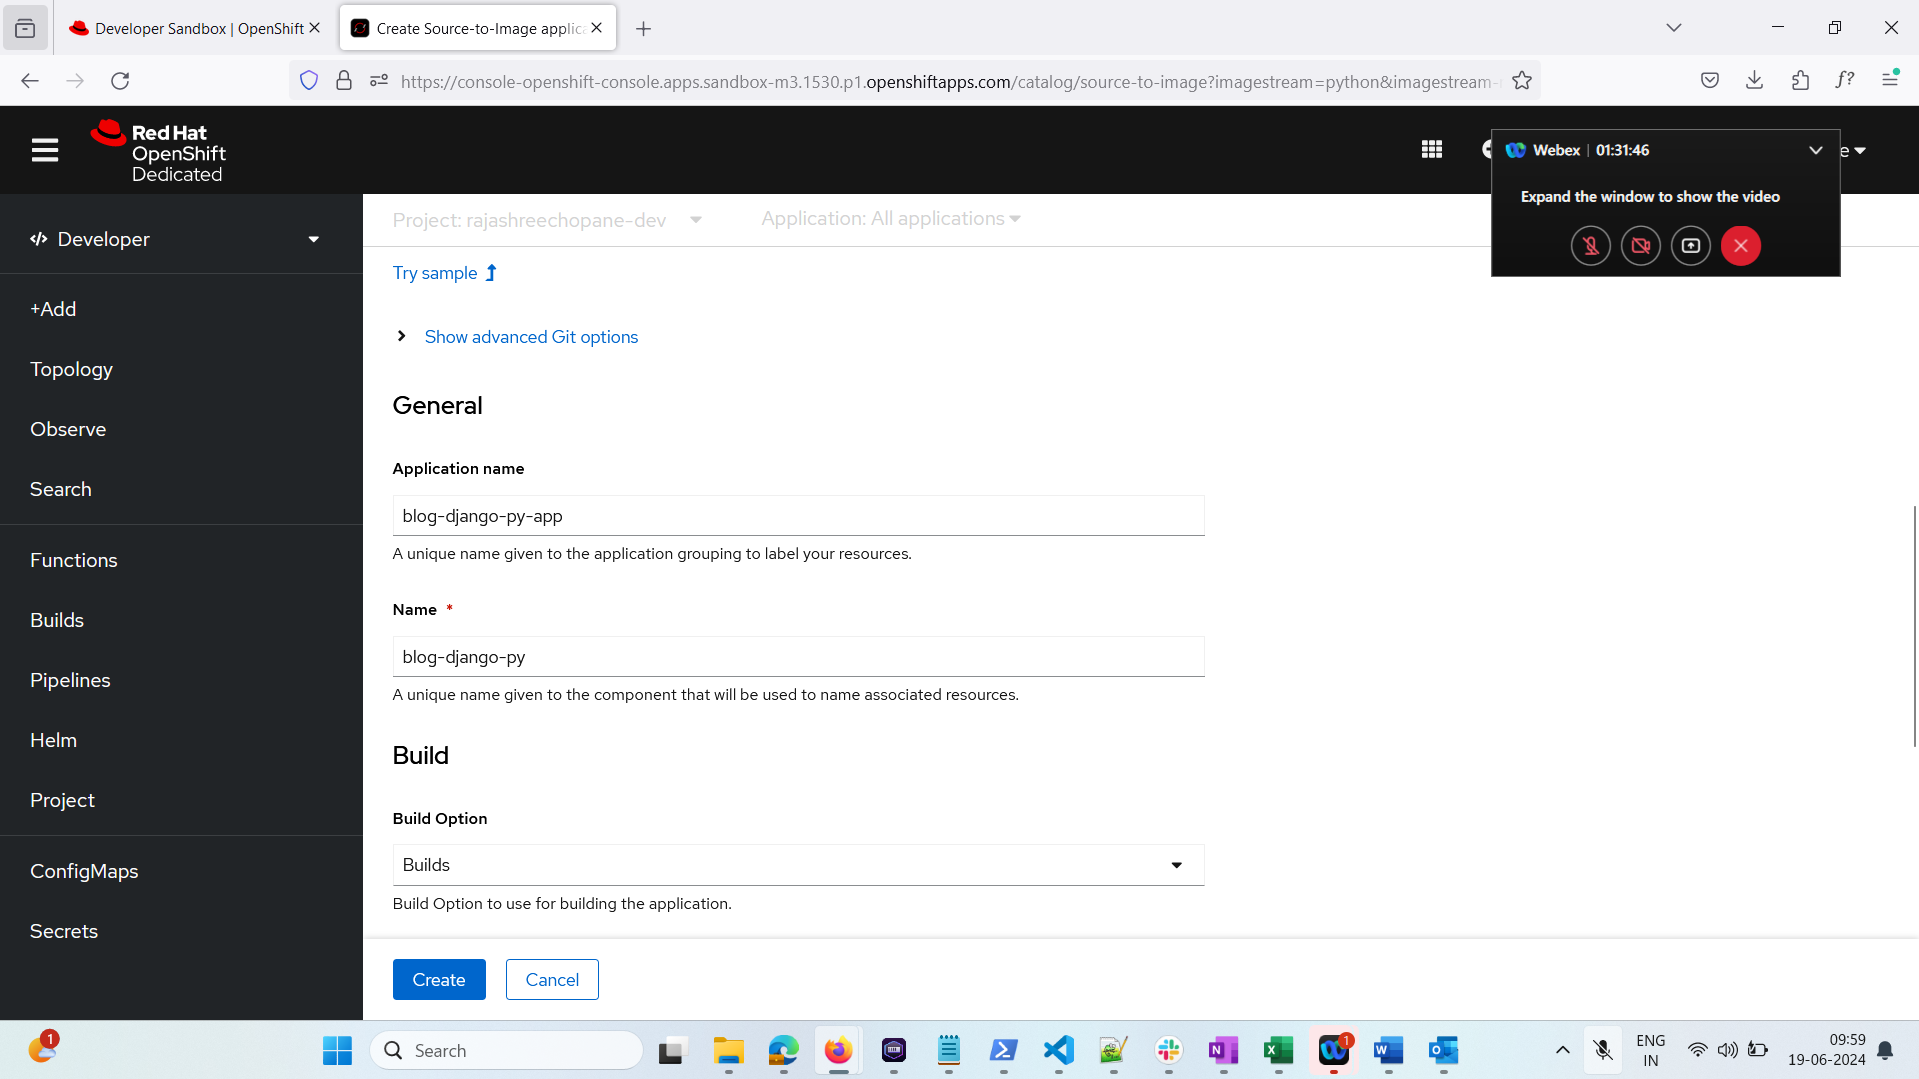 Developer Sandbox | OpenShift
Create Source-to-Image applic
https://console-openshift-console.apps.sandbox-m3.1530.p1.openshiftapps.com/catalog/source-to-image?imagestream=python&imagestream-
Red Hat
OpenShift
Dedicated
Webex | 01:31:46
Expand the window to show the video
e
Developer
+Add
Topology
Observe
Search
Functions
Builds
Pipelines
Helm
Project
ConfigMaps
Secrets
Project: rajashreechopane-dev
Application: All applications
Try sample
Show advanced Git options
General
Application name
blog-django-py-app
A unique name given to the application grouping to label your resources.
Name *
blog-django-py
A unique name given to the component that will be used to name associated resources.
Build
Build Option
Builds
Build Option to use for building the application.
Create
Cancel
1
Search
1
ENG
IN
09:59
19-06-2024